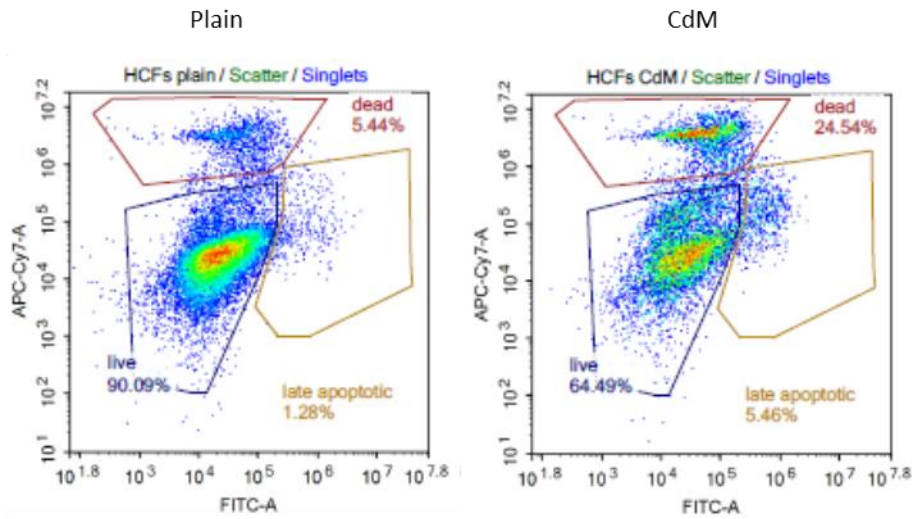 Plain
CdM
HCFs plain / Scatter / Singlets
dead
5.44%
live
90.09%
late apoptotic
1.28%
APC-Cy7-A
10^7.2
10^6
10^5
10^4
10^3
10^2
10^1
10^1.8
10^3
10^4
10^5
10^6
10^7.8
FITC-A
HCFs CdM / Scatter / Singlets
dead
24.54%
live
64.49%
late apoptotic
5.46%
APC-Cy7-A
10^7.2
10^6
10^5
10^4
10^3
10^2
10^1
10^1.8
10^3
10^4
10^5
10^6
10^7.8
FITC-A